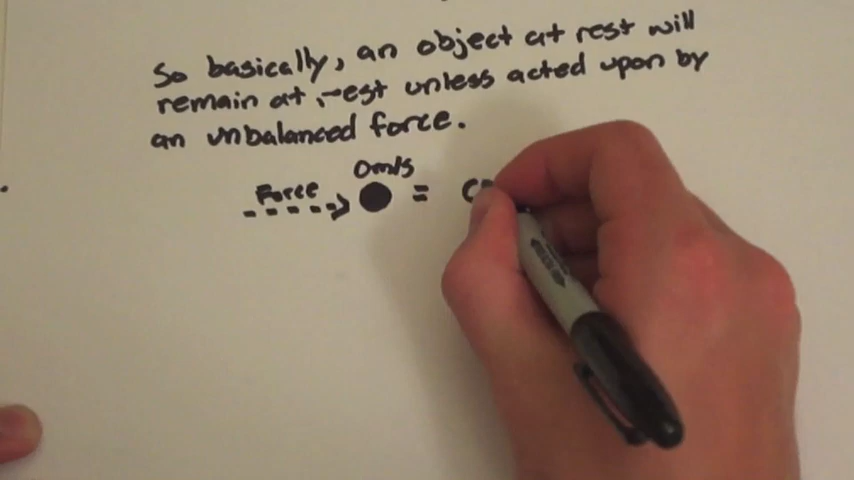 So basically, an object at rest will
remain at rest unless acted upon by
an unbalanced force.
0m/s
Force
=